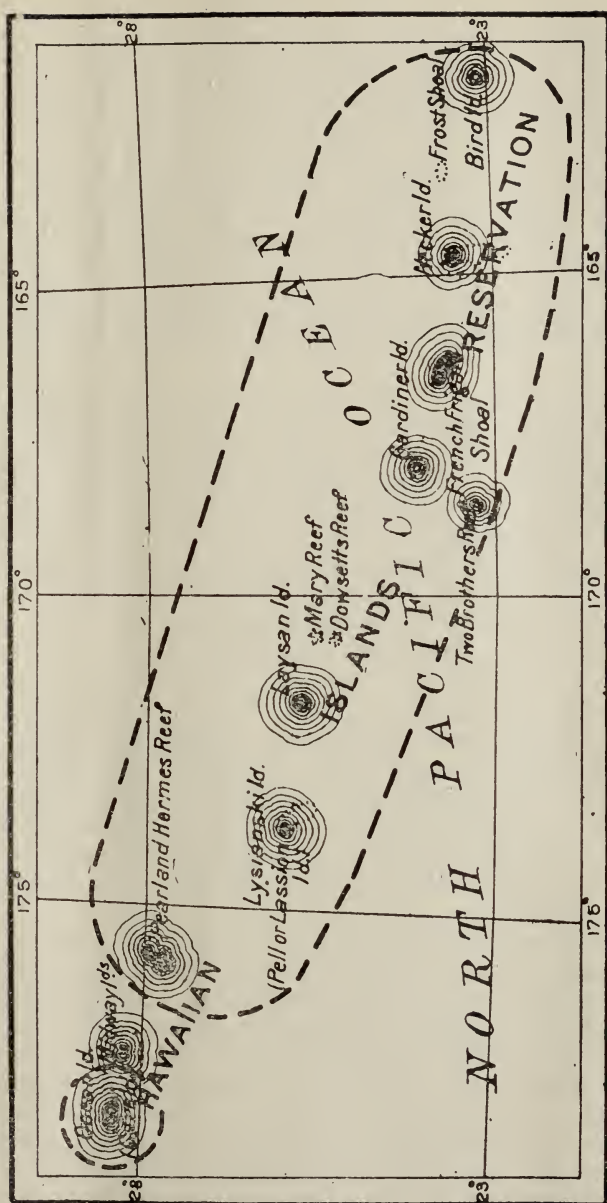 28°
23°
165°
165°
170°
170°
175°
175°
28
23°
Midway Ids
Pearl and Hermes Reef
Lysianski Id.
(Pell or Lassion
Id.)
Laysan Id.
Mary Reef
Dowsetts Reef
Gardiner Id.
Two Brothers Reef
French Frigate
Shoal
Necker Id.
Frost Shoal
Bird Id.
HAWAIIAN
ISLANDS
RESERVATION
NORTH PACIFIC OCEAN